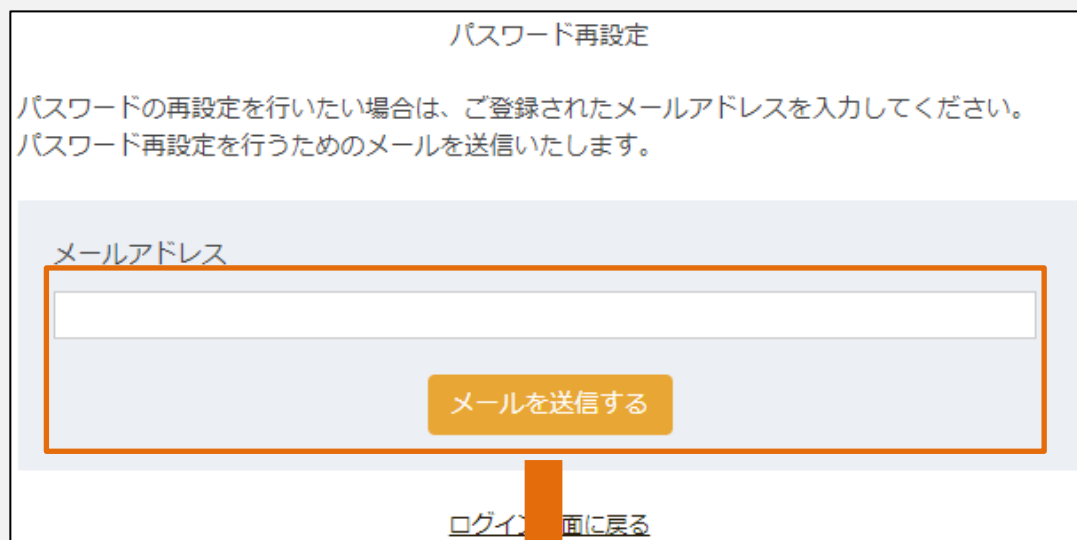 パスワード再設定
パスワードの再設定を行いたい場合は、ご登録されたメールアドレスを入力してください。
パスワード再設定を行うためのメールを送信いたします。
メールアドレス
メールを送信する
ログイン 面に戻る